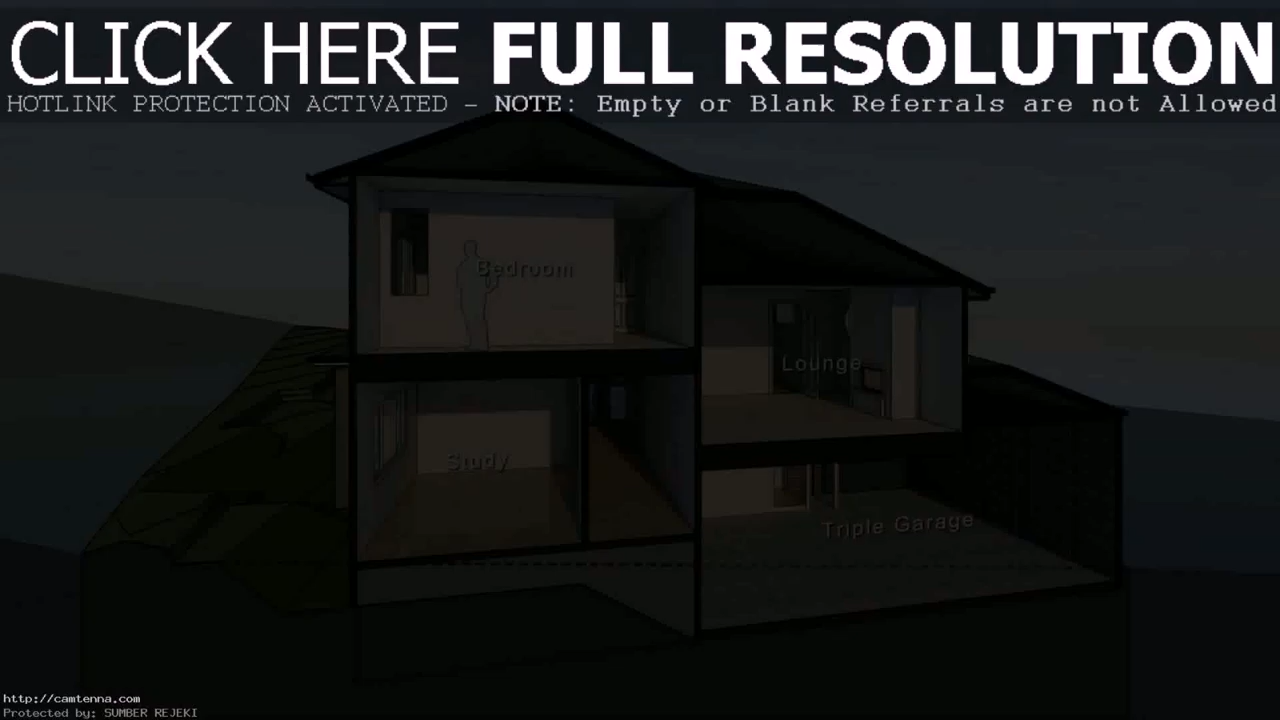 CLICK HERE FULL RESOLUTION
HOTLINK PROTECTION ACTIVATED – NOTE: Empty or Blank Referrals are not Allowed
Bedroom
Lounge
Study
Triple Garage
http://camtenna.com
Protected by: SUMBER REJEKI